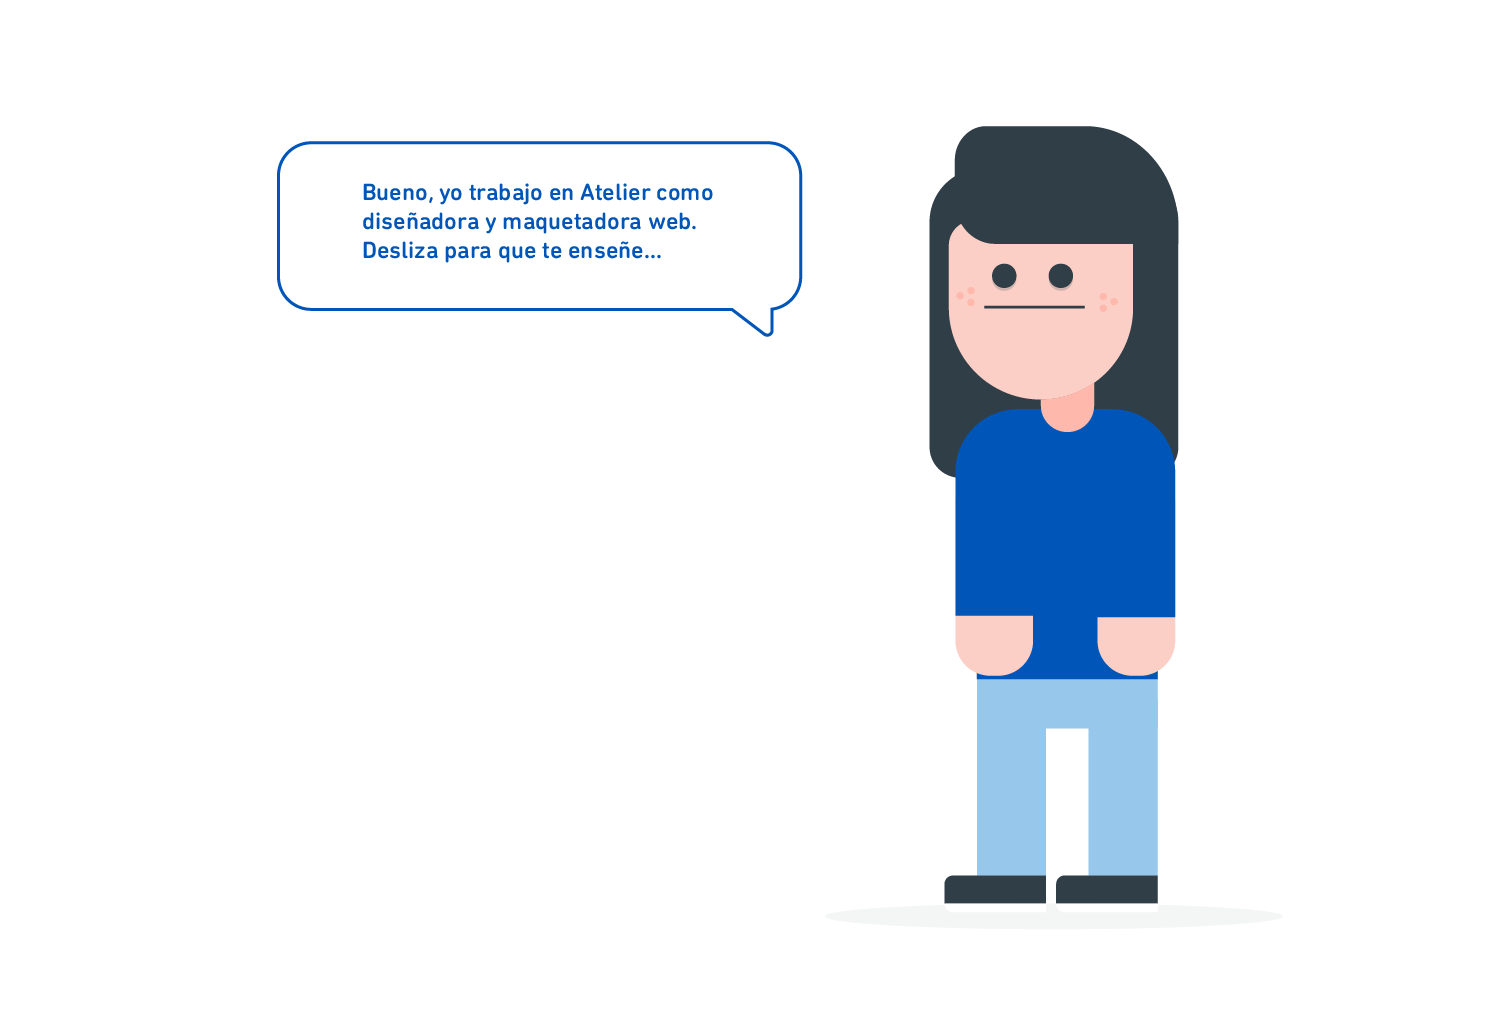 Bueno, yo trabajo en Atelier como
diseñadora y maquetadora web.
Desliza para que te enseñe...